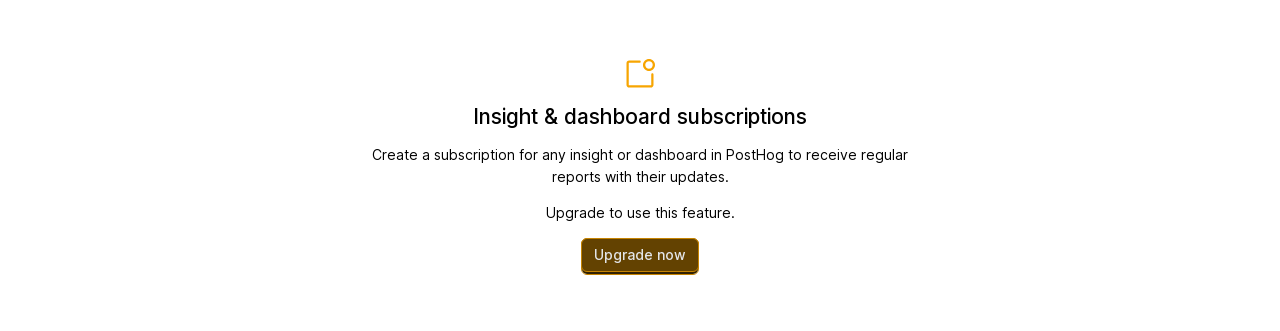 Insight & dashboard subscriptions
Create a subscription for any insight or dashboard in PostHog to receive regular
reports with their updates.
Upgrade to use this feature.
Upgrade now